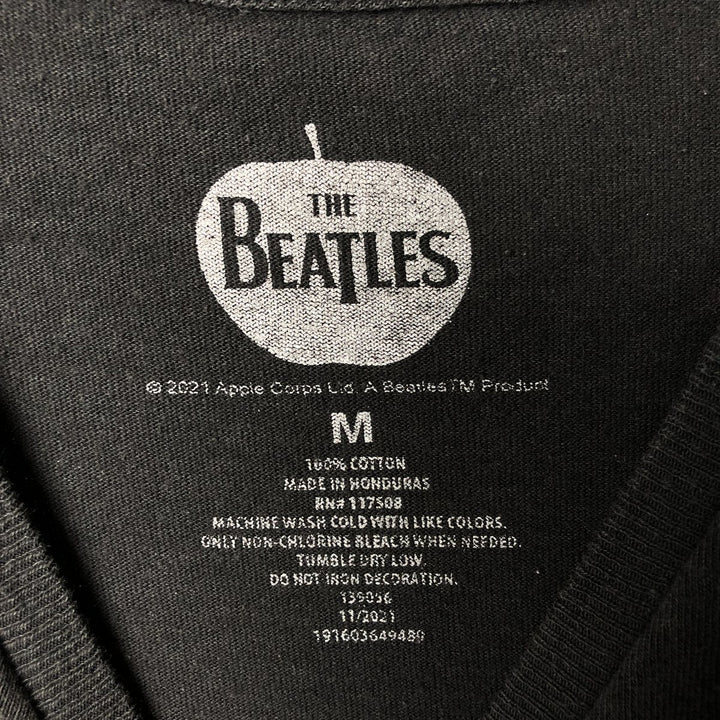 THE
BEATLES
© 2021 Apple Corps Ltd. A Beatles™ Product
M
100% COTTON
MADE IN HONDURAS
RN# 117508
MACHINE WASH COLD WITH LIKE COLORS.
ONLY NON-CHLORINE BLEACH WHEN NEEDED.
TUMBLE DRY LOW.
DO NOT IRON DECORATION.
139056
11/2021
191603649480